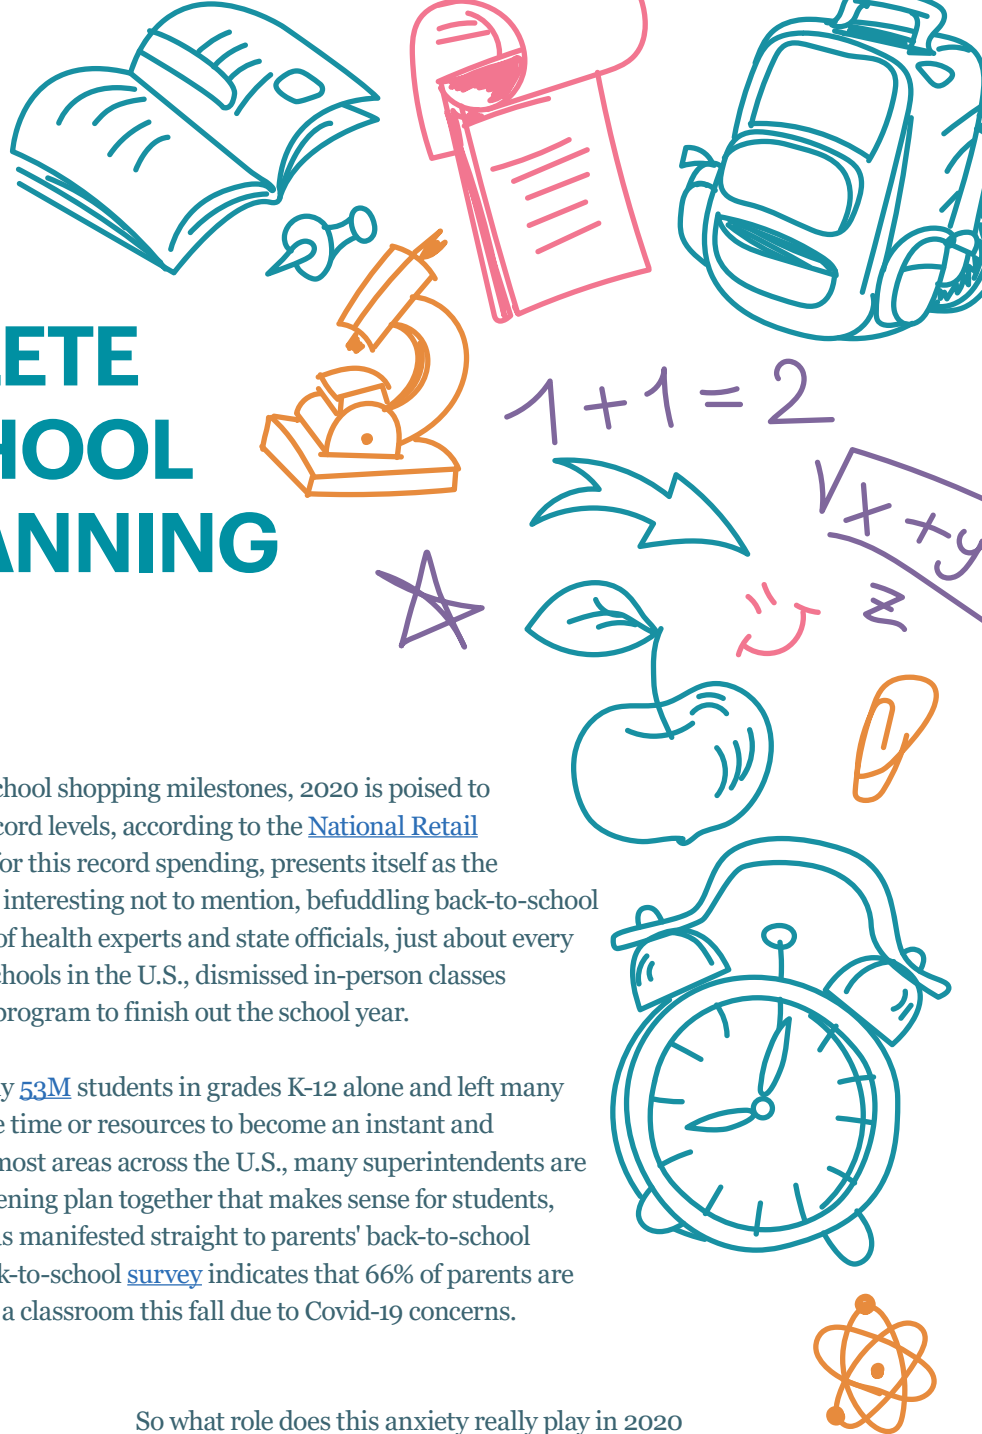 LETE
HOOL
ANNING
1 + 1 = 2
√x + y
z
chool shopping milestones, 2020 is poised to
cord levels, according to the National Retail
for this record spending, presents itself as the
interesting not to mention, befuddling back-to-school
of health experts and state officials, just about every
chools in the U.S., dismissed in-person classes
program to finish out the school year.
y 53M students in grades K-12 alone and left many
e time or resources to become an instant and
most areas across the U.S., many superintendents are
ening plan together that makes sense for students,
s manifested straight to parents' back-to-school
k-to-school survey indicates that 66% of parents are
a classroom this fall due to Covid-19 concerns.
So what role does this anxiety really play in 2020